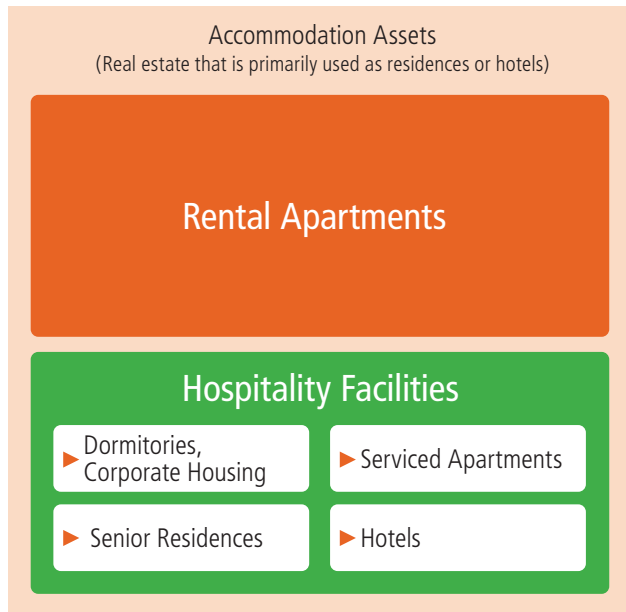 Accommodation Assets
(Real estate that is primarily used as residences or hotels)
Rental Apartments
Hospitality Facilities
Dormitories,
Corporate Housing
Serviced Apartments
Senior Residences
Hotels